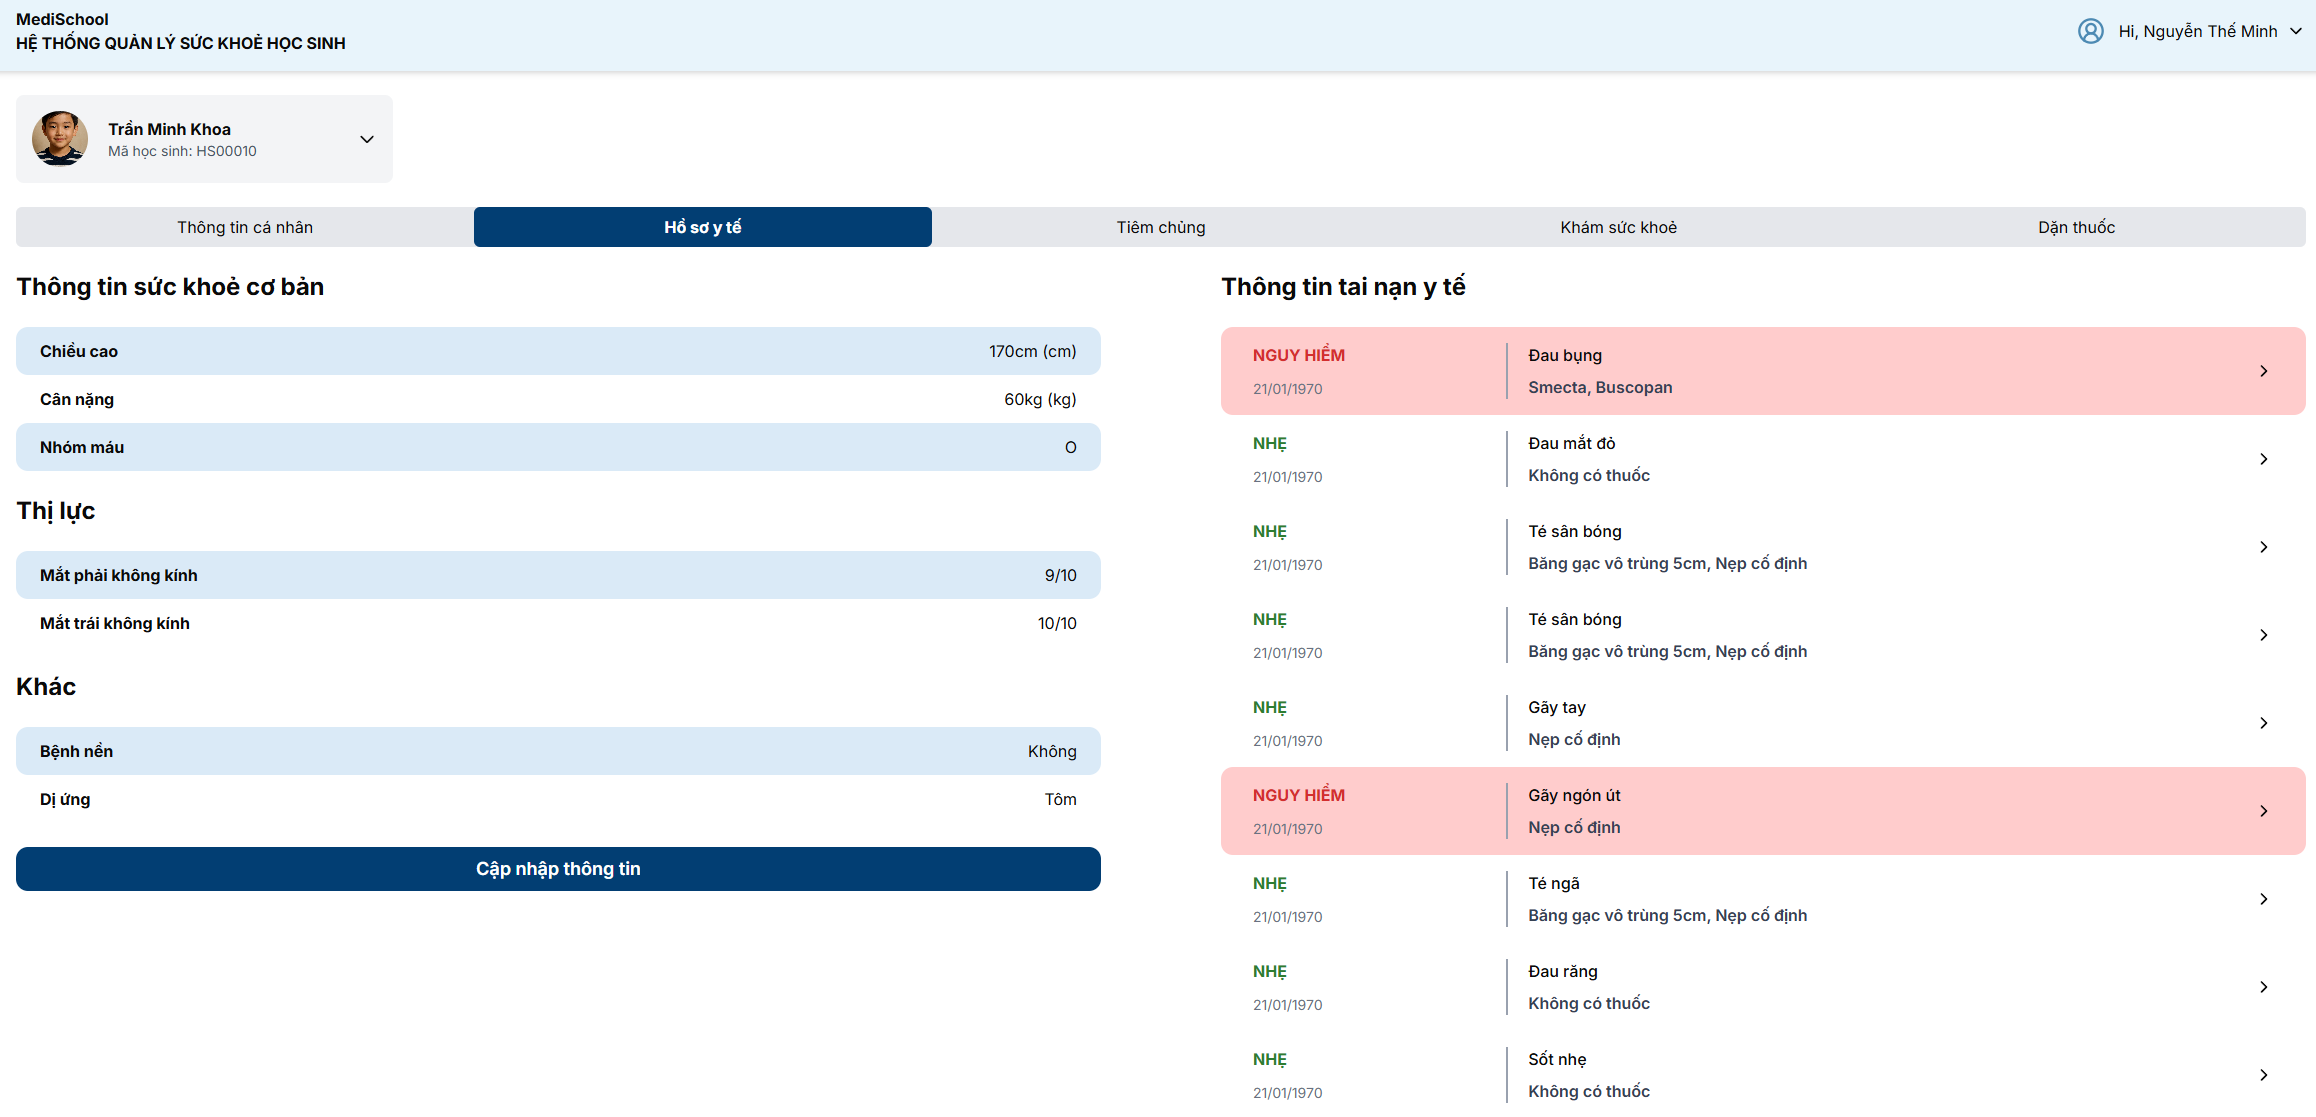 MediSchool
HỆ THỐNG QUẢN LÝ SỨC KHOẺ HỌC SINH
Hi, Nguyễn Thế Minh
Trần Minh Khoa
Mã học sinh: HS00010
Thông tin cá nhân
Hồ sơ y tế
Tiêm chủng
Khám sức khoẻ
Dặn thuốc
Thông tin sức khoẻ cơ bản
Chiều cao 170cm (cm)
Cân nặng 60kg (kg)
Nhóm máu O
Thị lực
Mắt phải không kính 9/10
Mắt trái không kính 10/10
Khác
Bệnh nền Không
Dị ứng Tôm
Cập nhập thông tin
Thông tin tai nạn y tế
NGUY HIỂM Đau bụng
21/01/1970 Smecta, Buscopan
NHẸ Đau mắt đỏ
21/01/1970 Không có thuốc
NHẸ Té sân bóng
21/01/1970 Băng gạc vô trùng 5cm, Nẹp cố định
NHẸ Té sân bóng
21/01/1970 Băng gạc vô trùng 5cm, Nẹp cố định
NHẸ Gãy tay
21/01/1970 Nẹp cố định
NGUY HIỂM Gãy ngón út
21/01/1970 Nẹp cố định
NHẸ Té ngã
21/01/1970 Băng gạc vô trùng 5cm, Nẹp cố định
NHẸ Đau răng
21/01/1970 Không có thuốc
NHẸ Sốt nhẹ
21/01/1970 Không có thuốc